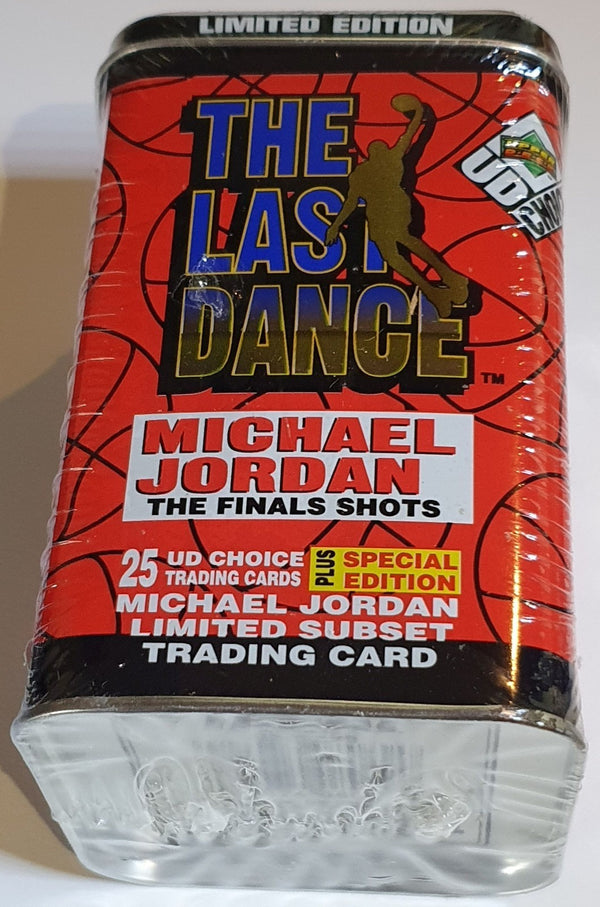 LIMITED EDITION
THE
LAST
DANCE
TM
UD
MICHAEL
JORDAN
THE FINALS SHOTS
25 UD CHOICE
TRADING CARDS
PLUS
SPECIAL
EDITION
MICHAEL JORDAN
LIMITED SUBSET
TRADING CARD